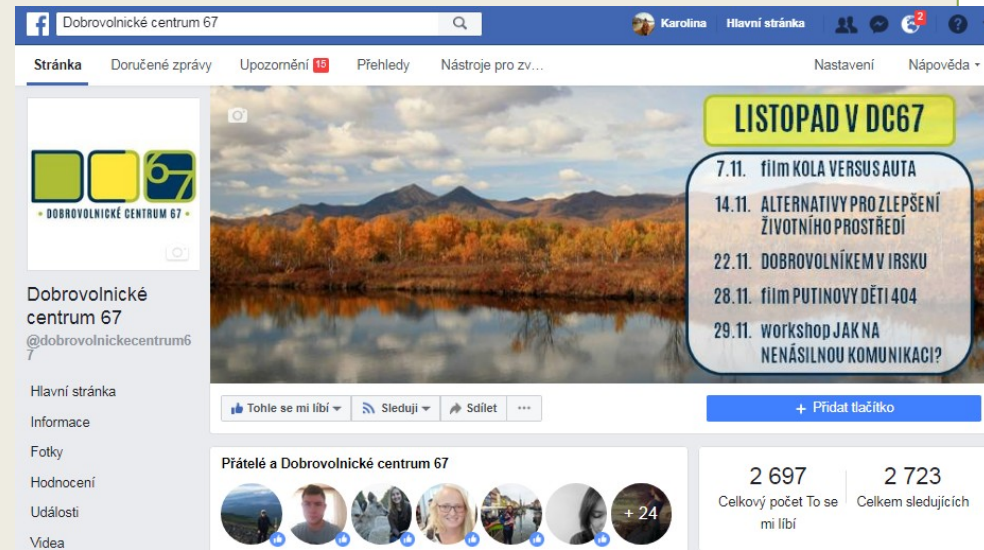 Dobrovolnické centrum 67
Karolina
Hlavní stránka
2
Stránka
Doručené zprávy
Upozornění 15
Přehledy
Nástroje pro zv…
Nastavení
Nápověda
67
• DOBROVOLNICKÉ CENTRUM 67 •
LISTOPAD V DC67
7.11. film KOLA VERSUS AUTA
14.11. ALTERNATIVY PRO ZLEPŠENÍ
ŽIVOTNÍHO PROSTŘEDÍ
22.11. DOBROVOLNÍKEM V IRSKU
28.11. film PUTINOVY DĚTI 404
29.11. workshop JAK NA
NENÁSILNOU KOMUNIKACI?
Dobrovolnické
centrum 67
@dobrovolnickecentrum6
7
Hlavní stránka
Informace
Fotky
Hodnocení
Události
Videa
Tohle se mi líbí
Sleduji
Sdílet
+ Přidat tlačítko
Přátelé a Dobrovolnické centrum 67
+ 24
2 697
Celkový počet To se
mi líbí
2 723
Celkem sledujících